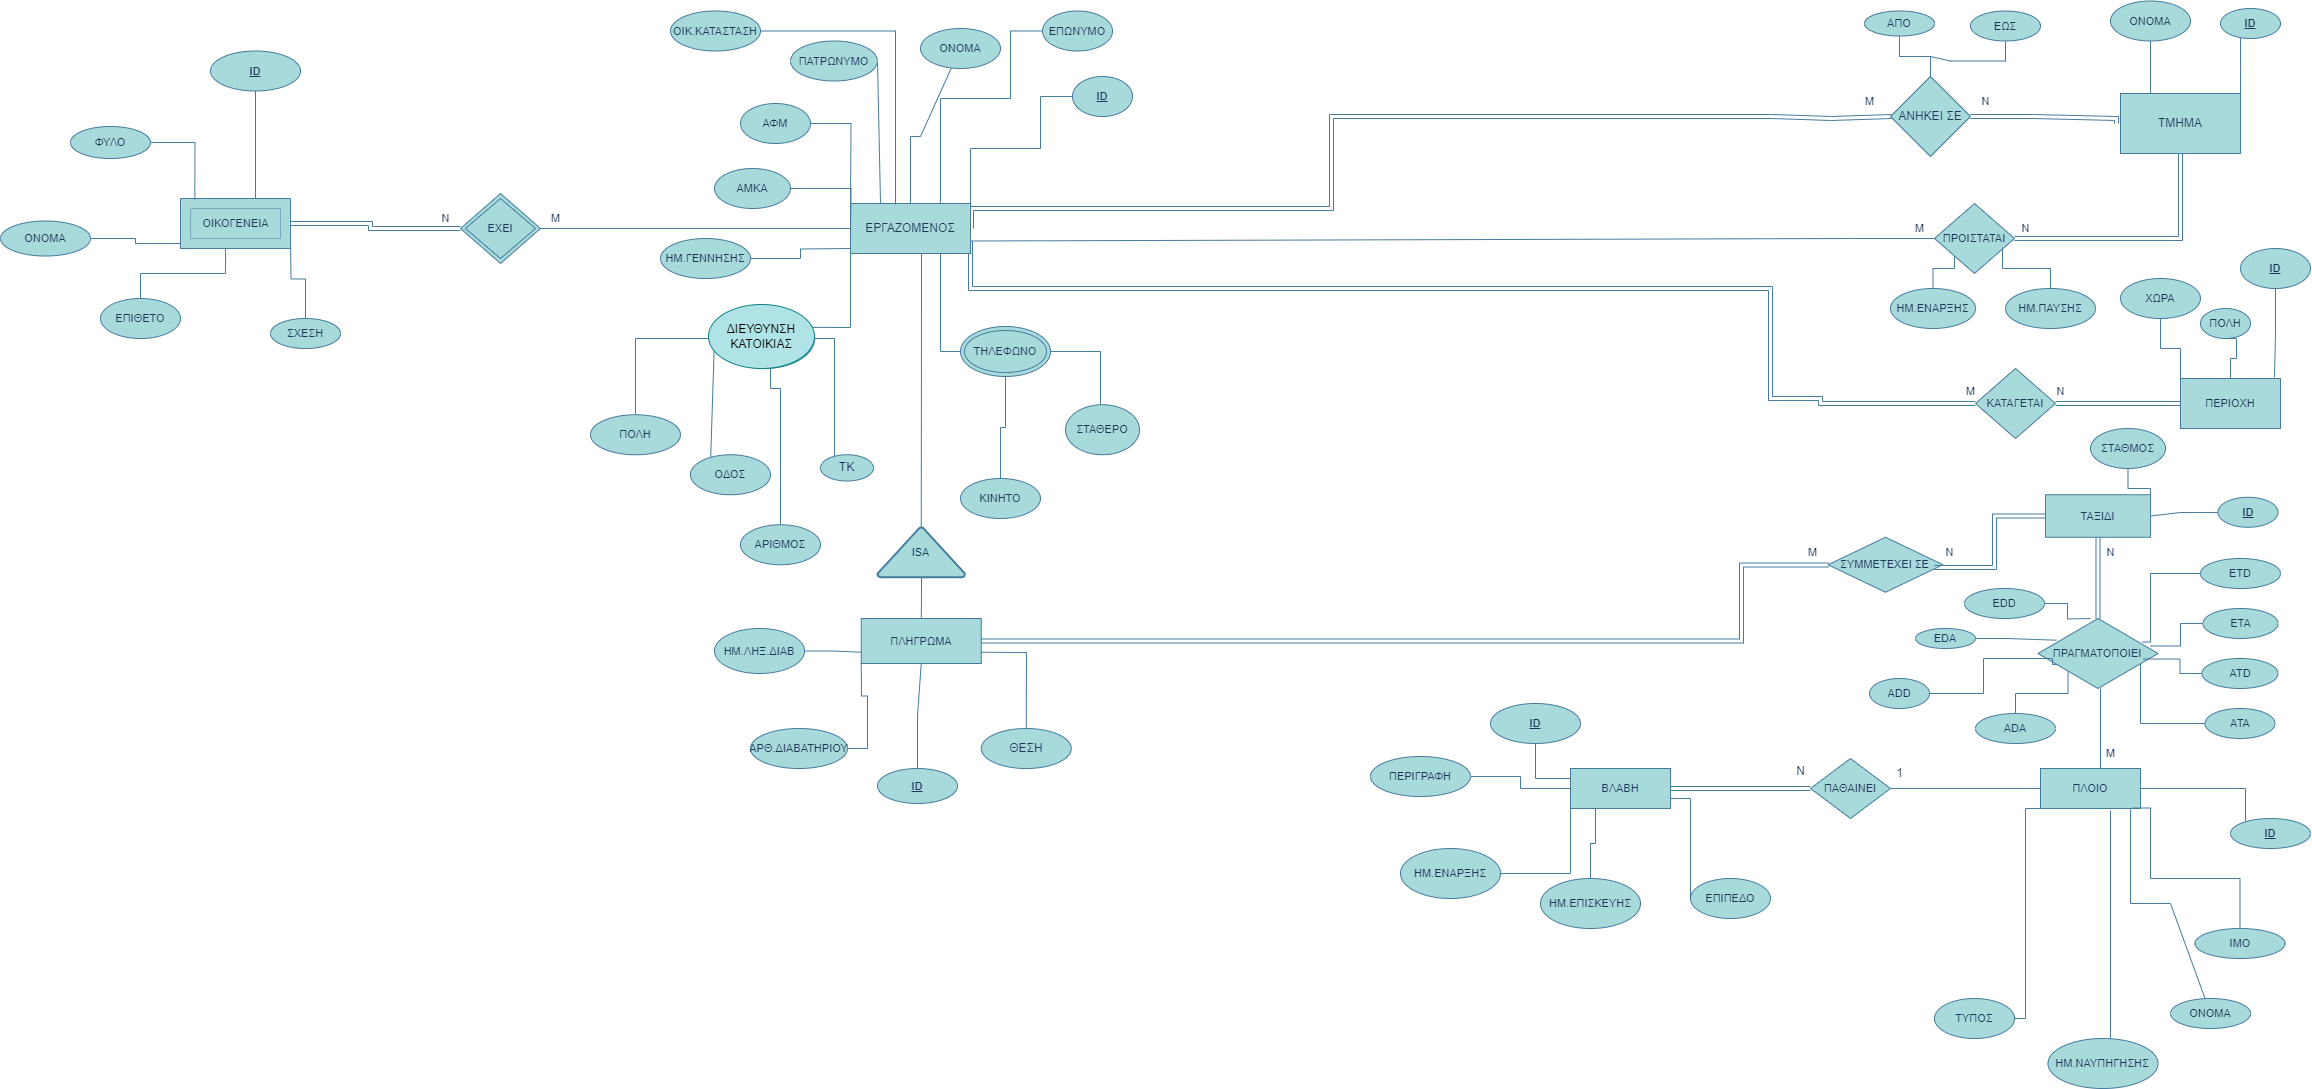 ΟΙΚ.ΚΑΤΑΣΤΑΣΗ
ΕΠΩΝΥΜΟ
ΑΠΟ
ΕΩΣ
ΟΝΟΜΑ
ID
ΟΝΟΜΑ
ΠΑΤΡΩΝΥΜΟ
ID
ID
ΑΦΜ
Μ
Ν
ΑΝΗΚΕΙ ΣΕ
ΤΜΗΜΑ
ΦΥΛΟ
ΑΜΚΑ
ΟΙΚΟΓΕΝΕΙΑ
Ν
ΕΧΕΙ
Μ
ΕΡΓΑΖΟΜΕΝΟΣ
Μ
Ν
ΟΝΟΜΑ
ΠΡΟΙΣΤΑΤΑΙ
ΗΜ.ΓΕΝΝΗΣΗΣ
ID
ΧΩΡΑ
ΗΜ.ΕΝΑΡΞΗΣ
ΗΜ.ΠΑΥΣΗΣ
ΕΠΙΘΕΤΟ
ΠΟΛΗ
ΣΧΕΣΗ
ΔΙΕΥΘΥΝΣΗ
ΚΑΤΟΙΚΙΑΣ
ΤΗΛΕΦΩΝΟ
Μ
Ν
ΚΑΤΑΓΕΤΑΙ
ΠΕΡΙΟΧΗ
ΠΟΛΗ
ΣΤΑΘΕΡΟ
ΣΤΑΘΜΟΣ
ΟΔΟΣ
ΤΚ
ΚΙΝΗΤΟ
ΤΑΞΙΔΙ
ID
ΑΡΙΘΜΟΣ
ISA
Μ
Ν
Ν
ΣΥΜΜΕΤΕΧΕΙ ΣΕ
ETD
EDD
ETA
ΠΛΗΓΡΩΜΑ
EDA
ΗΜ.ΛΗΞ.ΔΙΑΒ
ΠΡΑΓΜΑΤΟΠΟΙΕΙ
ATD
ADD
ID
ATA
ADA
ΑΡΘ.ΔΙΑΒΑΤΗΡΙΟΥ
ΘΕΣΗ
Μ
ΠΕΡΙΓΡΑΦΗ
Ν
1
ID
ΒΛΑΒΗ
ΠΑΘΑΙΝΕΙ
ΠΛΟΙΟ
ID
ΗΜ.ΕΝΑΡΞΗΣ
ΗΜ.ΕΠΙΣΚΕΥΗΣ
ΕΠΙΠΕΔΟ
ΙΜΟ
ΤΥΠΟΣ
ΟΝΟΜΑ
ΗΜ.ΝΑΥΠΗΓΗΣΗΣ